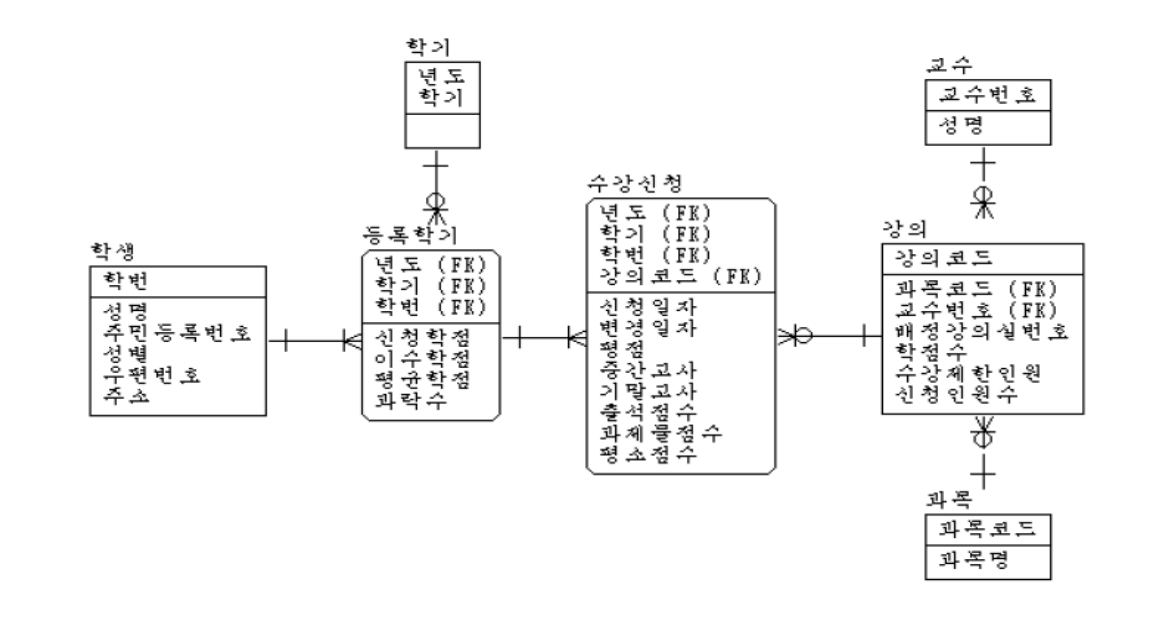 학기
년도
학기
교수
교수번호
성명
수강신청
년도 (FK)
학기 (FK)
학번 (FK)
강의코드 (FK)
신청일자
변경일자
평점
중간고사
기말고사
출석점수
과제물점수
평소점수
등록학기
년도 (FK)
학기 (FK)
학번 (FK)
신청학점
이수학점
평균학점
과락수
학생
학번
성명
주민등록번호
성별
우편번호
주소
강의
강의코드
과목코드 (FK)
교수번호 (FK)
배정강의실번호
학점수
수강제한인원
신청인원수
과목
과목코드
과목명